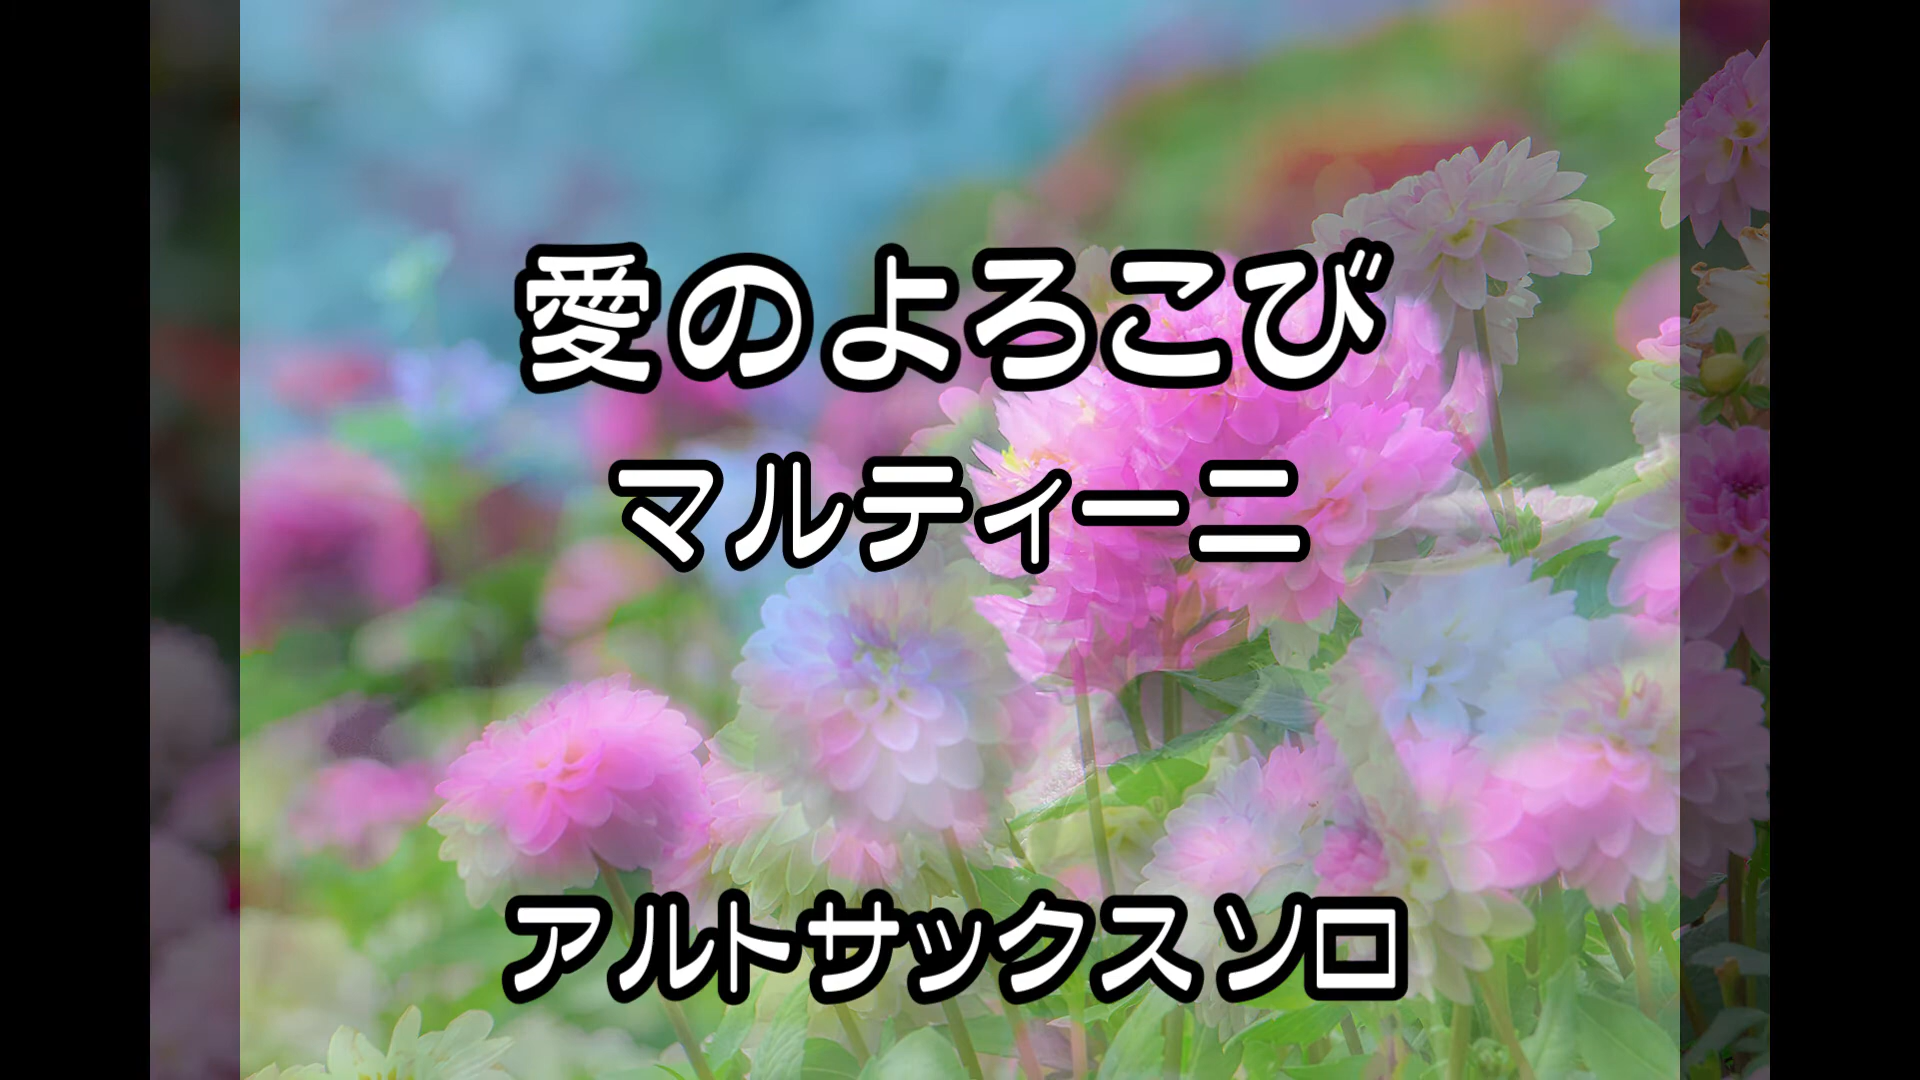 愛のよろこび
マルティーニ
アルトサックスソロ